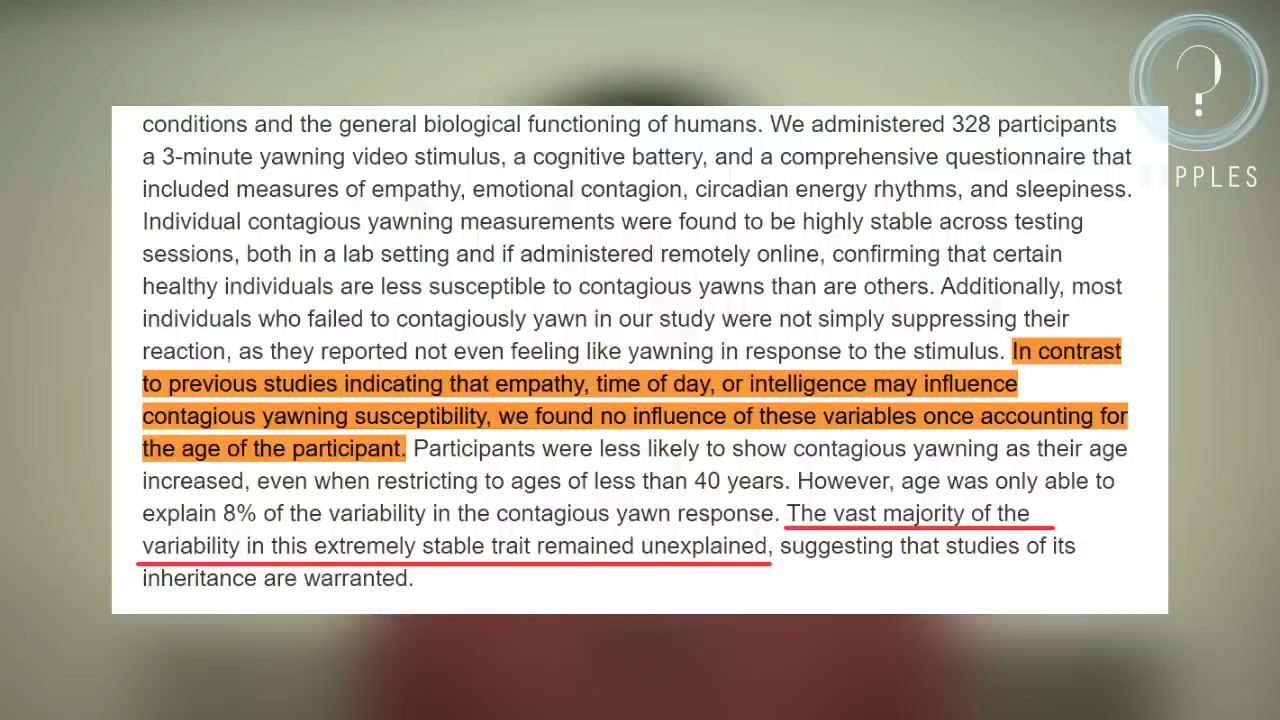 conditions and the general biological functioning of humans. We administered 328 participants
a 3-minute yawning video stimulus, a cognitive battery, and a comprehensive questionnaire that
included measures of empathy, emotional contagion, circadian energy rhythms, and sleepiness.
Individual contagious yawning measurements were found to be highly stable across testing
sessions, both in a lab setting and if administered remotely online, confirming that certain
healthy individuals are less susceptible to contagious yawns than are others. Additionally, most
individuals who failed to contagiously yawn in our study were not simply suppressing their
reaction, as they reported not even feeling like yawning in response to the stimulus. In contrast
to previous studies indicating that empathy, time of day, or intelligence may influence
contagious yawning susceptibility, we found no influence of these variables once accounting for
the age of the participant. Participants were less likely to show contagious yawning as their age
increased, even when restricting to ages of less than 40 years. However, age was only able to
explain 8% of the variability in the contagious yawn response. The vast majority of the
variability in this extremely stable trait remained unexplained, suggesting that studies of its
inheritance are warranted.
?